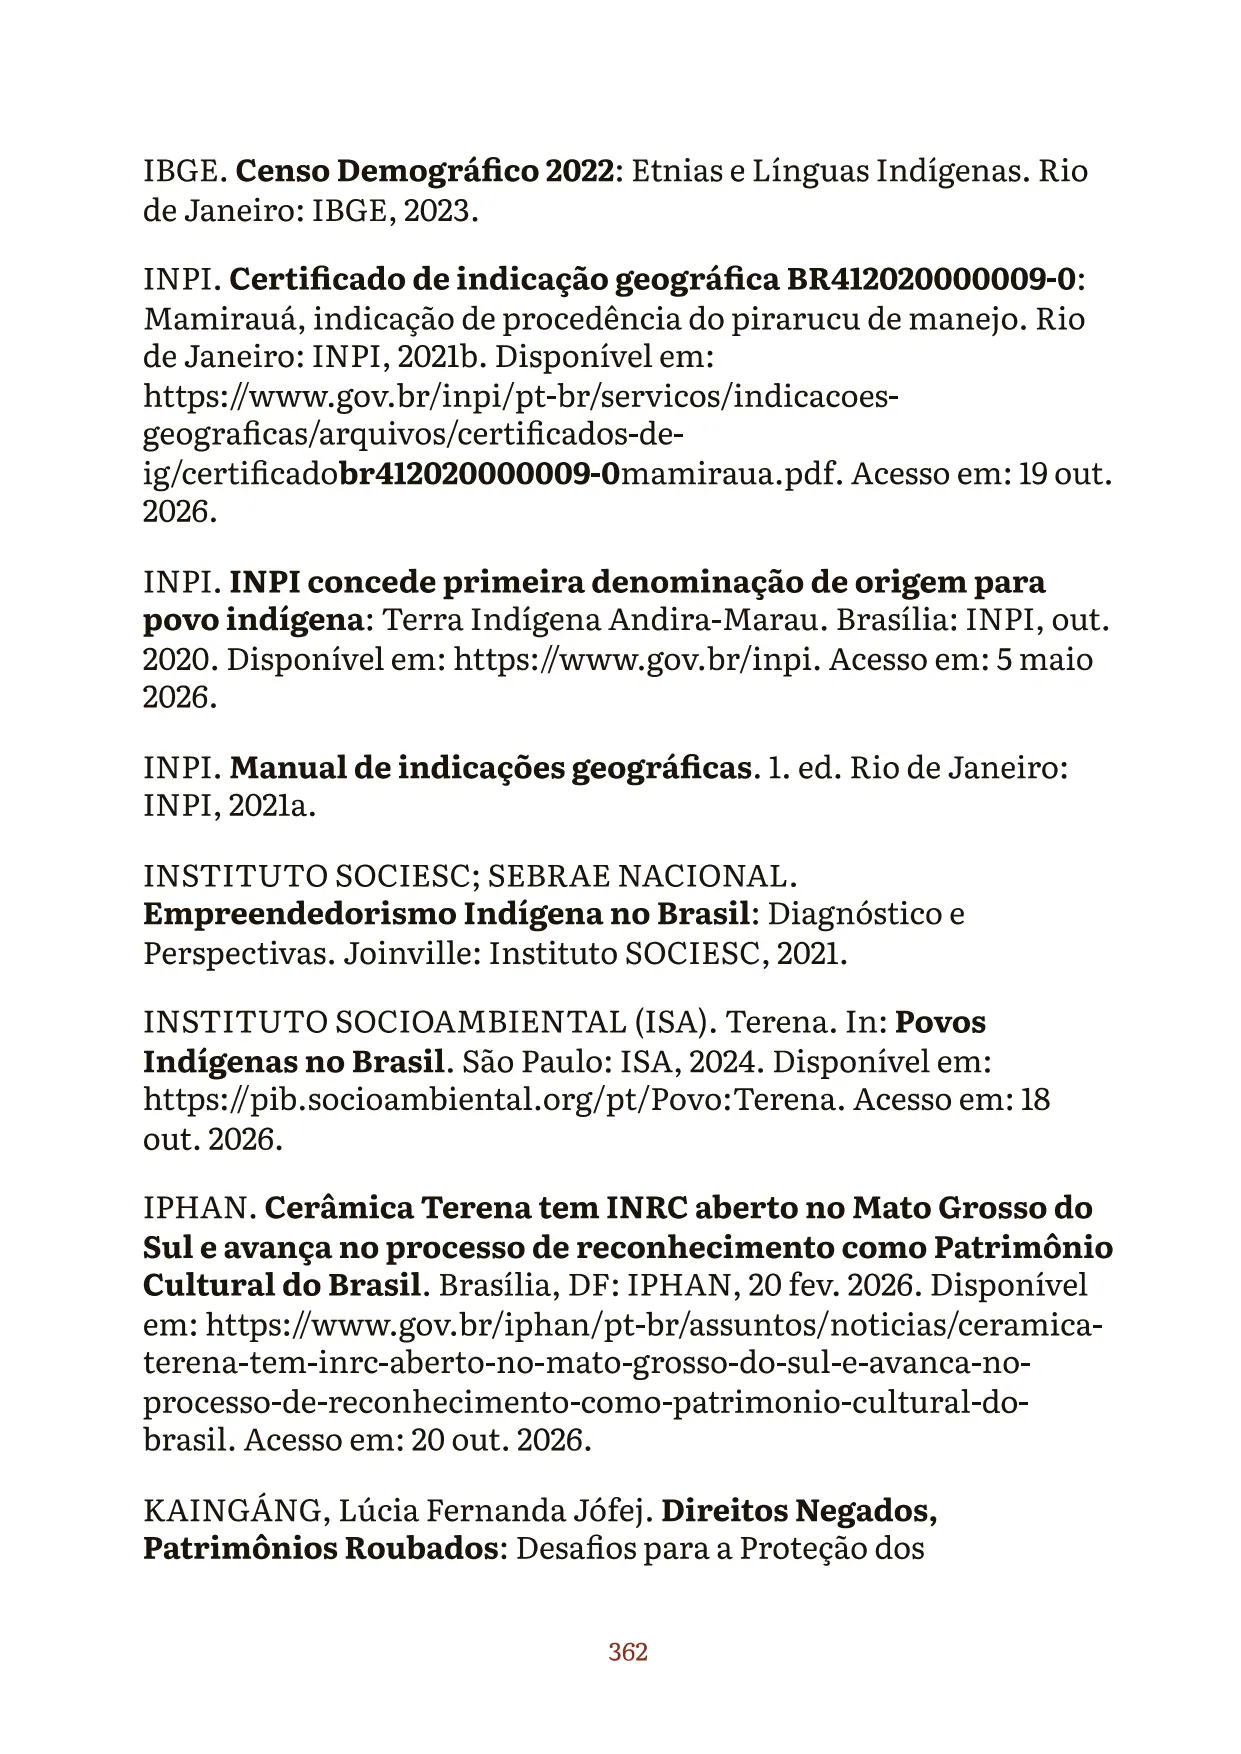 IBGE. Censo Demográfico 2022: Etnias e Línguas Indígenas. Rio
de Janeiro: IBGE, 2023.
INPI. Certificado de indicação geográfica BR412020000009-0:
Mamirauá, indicação de procedência do pirarucu de manejo. Rio
de Janeiro: INPI, 2021b. Disponível em:
https://www.gov.br/inpi/pt-br/servicos/indicacoes-
geograficas/arquivos/certificados-de-
ig/certificadobr412020000009-0mamiraua.pdf. Acesso em: 19 out.
2026.
INPI. INPI concede primeira denominação de origem para
povo indígena: Terra Indígena Andira-Marau. Brasília: INPI, out.
2020. Disponível em: https://www.gov.br/inpi. Acesso em: 5 maio
2026.
INPI. Manual de indicações geográficas. 1. ed. Rio de Janeiro:
INPI, 2021a.
INSTITUTO SOCIESC; SEBRAE NACIONAL.
Empreendedorismo Indígena no Brasil: Diagnóstico e
Perspectivas. Joinville: Instituto SOCIESC, 2021.
INSTITUTO SOCIOAMBIENTAL (ISA). Terena. In: Povos
Indígenas no Brasil. São Paulo: ISA, 2024. Disponível em:
https://pib.socioambiental.org/pt/Povo:Terena. Acesso em: 18
out. 2026.
IPHAN. Cerâmica Terena tem INRC aberto no Mato Grosso do
Sul e avança no processo de reconhecimento como Patrimônio
Cultural do Brasil. Brasília, DF: IPHAN, 20 fev. 2026. Disponível
em: https://www.gov.br/iphan/pt-br/assuntos/noticias/ceramica-
terena-tem-inrc-aberto-no-mato-grosso-do-sul-e-avanca-no-
processo-de-reconhecimento-como-patrimonio-cultural-do-
brasil. Acesso em: 20 out. 2026.
KAINGÁNG, Lúcia Fernanda Jófej. Direitos Negados,
Patrimônios Roubados: Desafios para a Proteção dos
362